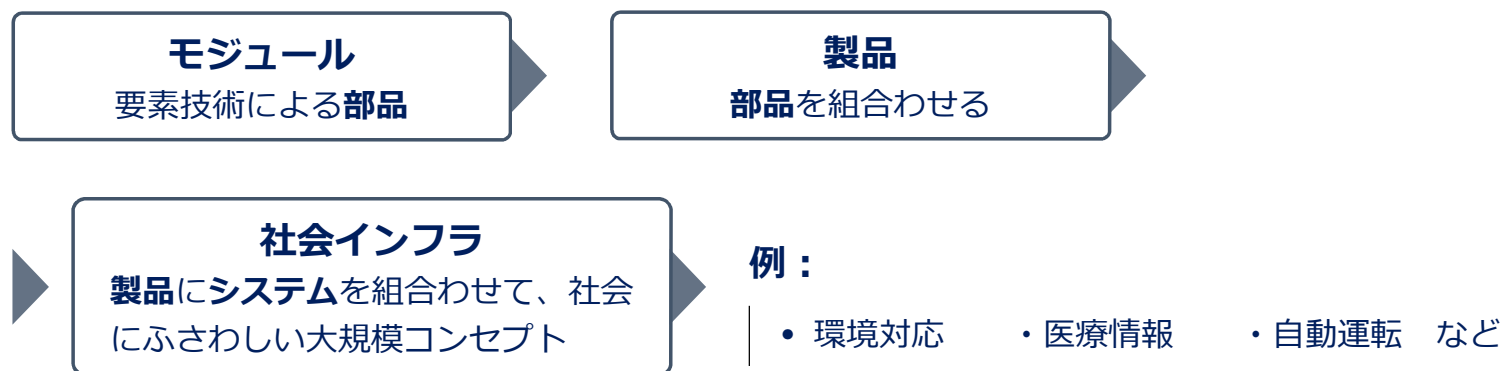 モジュール
要素技術による部品
製品
部品を組合わせる
社会インフラ
製品にシステムを組合わせて、社会
にふさわしい大規模コンセプト
例：
• 環境対応　・医療情報　・自動運転　など